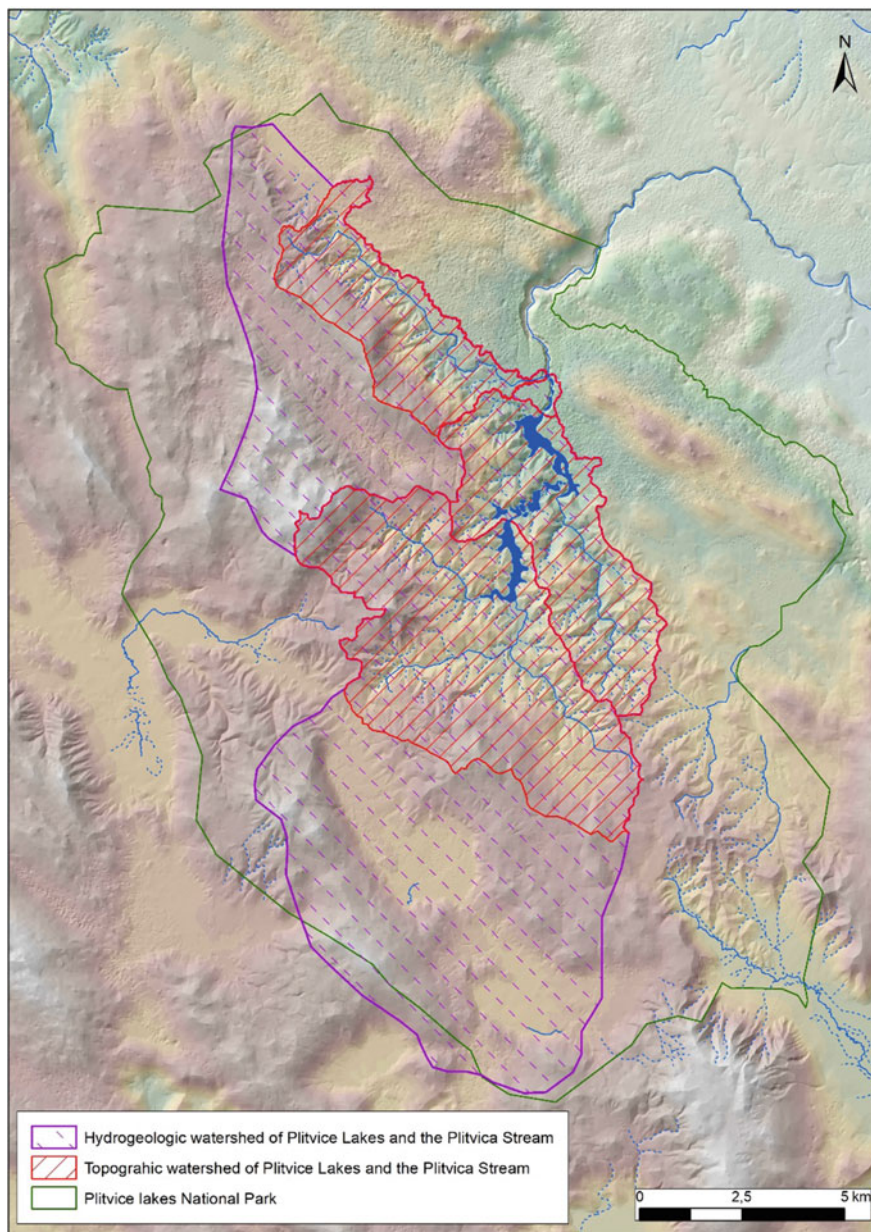 N
Hydrogeologic watershed of Plitvice Lakes and the Plitvica Stream
Topograhic watershed of Plitvice Lakes and the Plitvica Stream
Plitvice lakes National Park
0 2,5 5 km